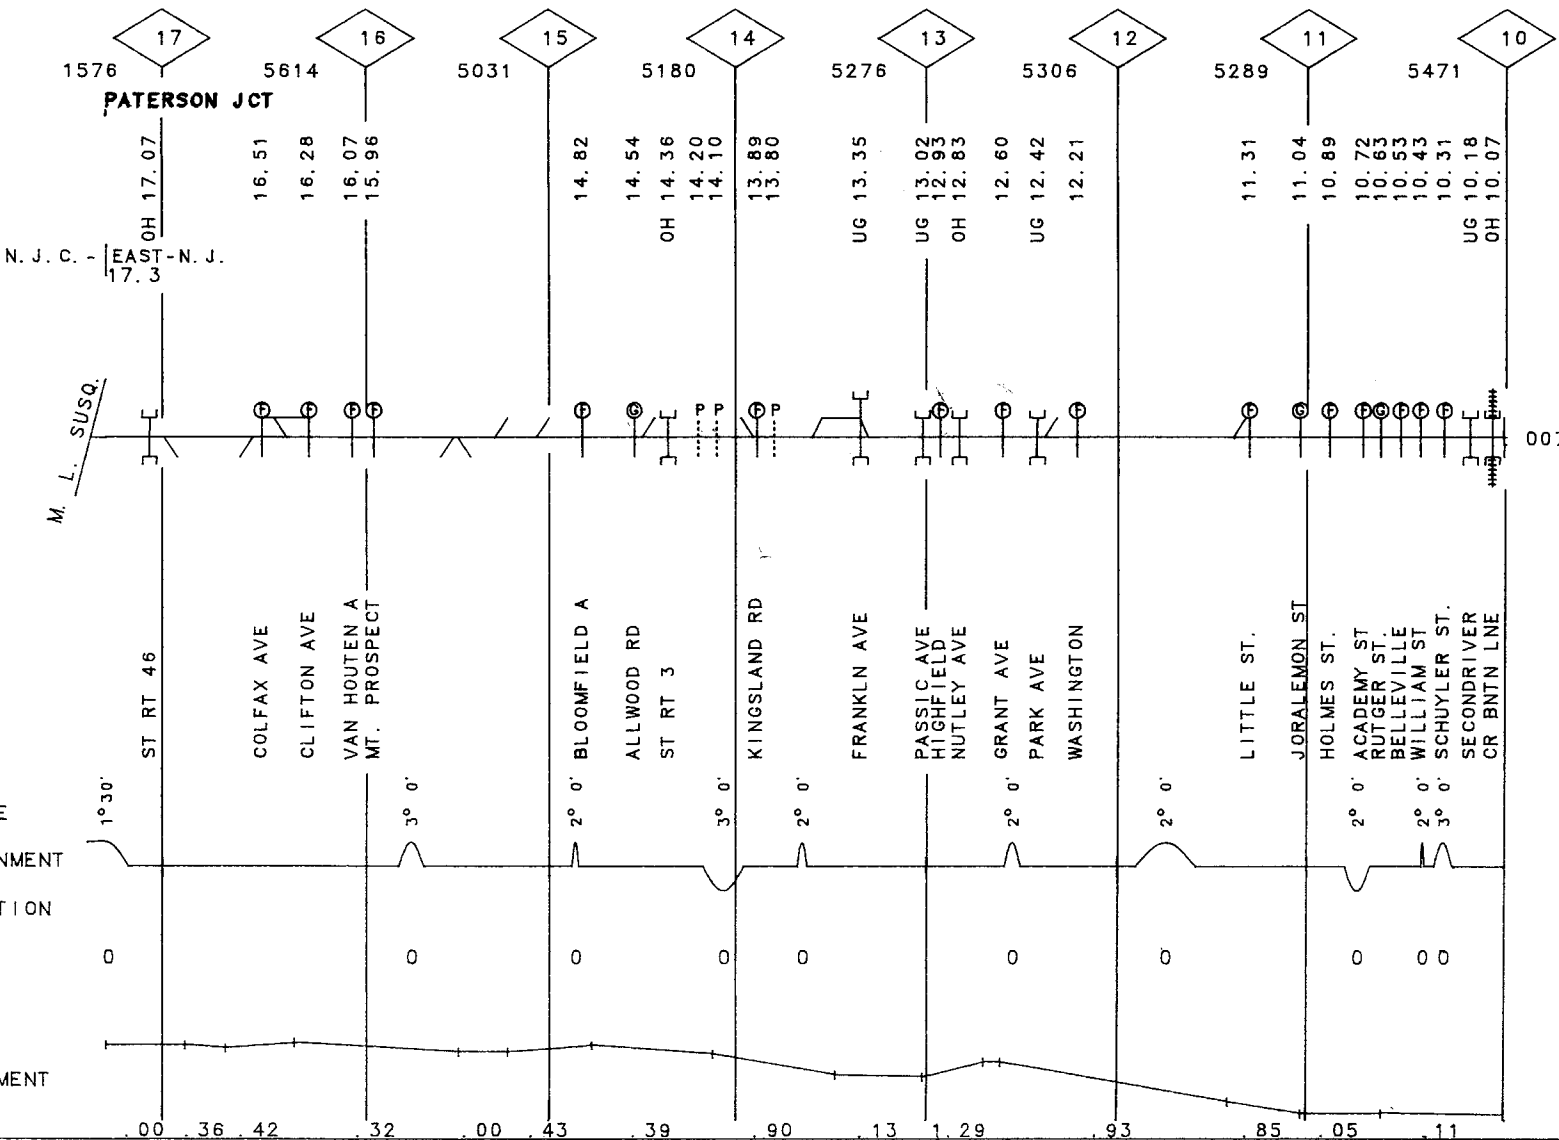 17 16 15 14 13 12 11 10
1576 5614 5031 5180 5276 5306 5289 5471
PATERSON JCT
OH 17.07
16.51
16.28
16.07
15.96
14.82
14.54
OH 14.36
14.20
14.10
13.89
13.80
UG 13.35
UG 13.02
12.93
OH 12.83
12.60
UG 12.42
12.21
11.31
11.04
10.89
10.72
10.63
10.53
10.43
10.31
UG 10.18
OH 10.07
N.J.C. - EAST-N.J.
17.3
M. L. SUSQ.
F F F F F G P P F P F F F F G F F G F F F
007
ST RT 46
COLFAX AVE
CLIFTON AVE
VAN HOUTEN A
MT. PROSPECT
BLOOMFIELD A
ALLWOOD RD
ST RT 3
KINGSLAND RD
FRANKLN AVE
PASSIC AVE
HIGHFIELD
NUTLEY AVE
GRANT AVE
PARK AVE
WASHINGTON
LITTLE ST.
JORALEMON ST
HOLMES ST.
ACADEMY ST
RUTGER ST.
BELLEVILLE
WILLIAM ST
SCHUYLER ST.
SECONDRIVER
CR BNTN LNE
E
1°30' 3° 0' 2° 0' 3° 0' 2° 0' 2° 0' 2° 0' 2° 0' 2° 0' 3° 0'
NMENT
TION
0 0 0 0 0 0 0 0 0 0
MENT
.00 .36 .42 .32 .00 .43 .39 .90 .13 1.29 .93 .85 .05 .11